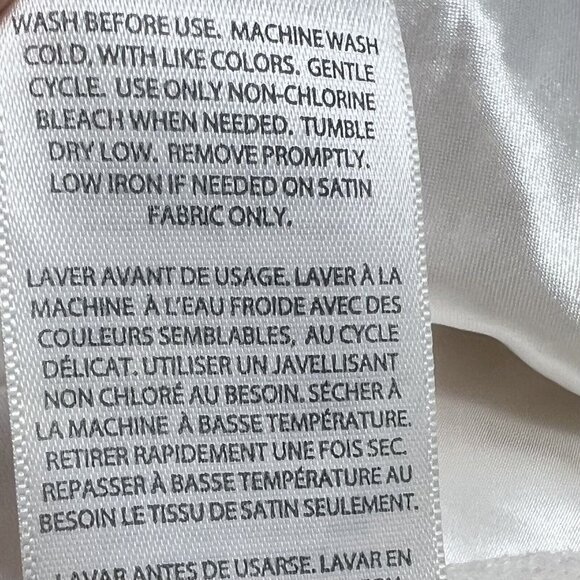 WASH BEFORE USE. MACHINE WASH
COLD, WITH LIKE COLORS. GENTLE
CYCLE. USE ONLY NON-CHLORINE
BLEACH WHEN NEEDED. TUMBLE
DRY LOW. REMOVE PROMPTLY.
LOW IRON IF NEEDED ON SATIN
FABRIC ONLY.
LAVER AVANT DE USAGE. LAVER À LA
MACHINE À L'EAU FROIDE AVEC DES
COULEURS SEMBLABLES, AU CYCLE
DÉLICAT. UTILISER UN JAVELLISANT
NON CHLORÉ AU BESOIN. SÉCHER À
LA MACHINE À BASSE TEMPÉRATURE.
RETIRER RAPIDEMENT UNE FOIS SEC.
REPASSER À BASSE TEMPÉRATURE AU
BESOIN LE TISSU DE SATIN SEULEMENT.
LAVAR ANTES DE USARSE. LAVAR EN